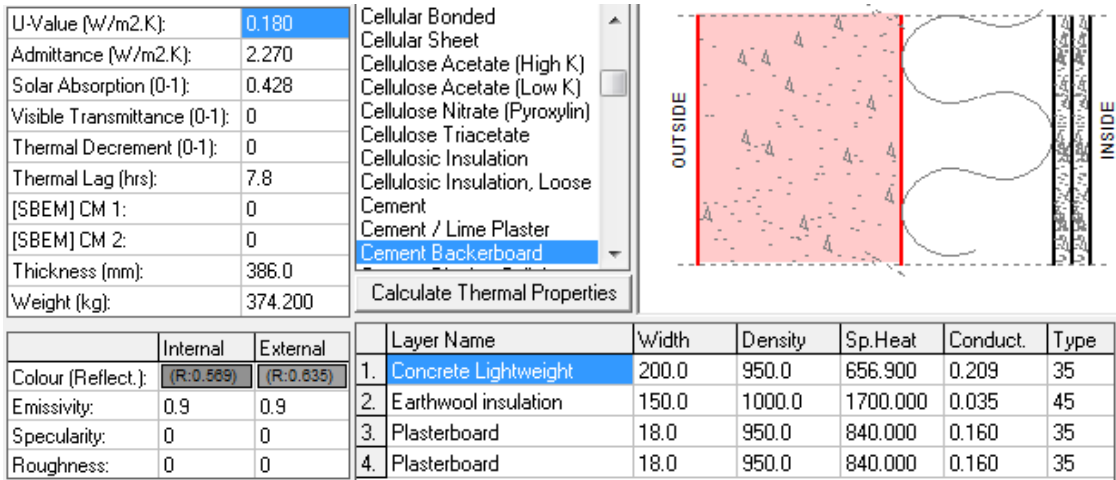 U-Value (W/m2.K): 0.180
Admittance (W/m2.K): 2.270
Solar Absorption (0-1): 0.428
Visible Transmittance (0-1): 0
Thermal Decrement (0-1): 0
Thermal Lag (hrs): 7.8
[SBEM] CM 1: 0
[SBEM] CM 2: 0
Thickness (mm): 386.0
Weight (kg): 374.200
Internal External
Colour (Reflect.): (R:0.569) (R:0.635)
Emissivity: 0.9 0.9
Specularity: 0 0
Roughness: 0 0
Cellular Bonded
Cellular Sheet
Cellulose Acetate (High K)
Cellulose Acetate (Low K)
Cellulose Nitrate (Pyroxylin)
Cellulose Triacetate
Cellulosic Insulation
Cellulosic Insulation, Loose
Cement
Cement / Lime Plaster
Cement Backerboard
Calculate Thermal Properties
OUTSIDE
INSIDE
Layer Name Width Density Sp.Heat Conduct. Type
1. Concrete Lightweight 200.0 950.0 656.900 0.209 35
2. Earthwool insulation 150.0 1000.0 1700.000 0.035 45
3. Plasterboard 18.0 950.0 840.000 0.160 35
4. Plasterboard 18.0 950.0 840.000 0.160 35